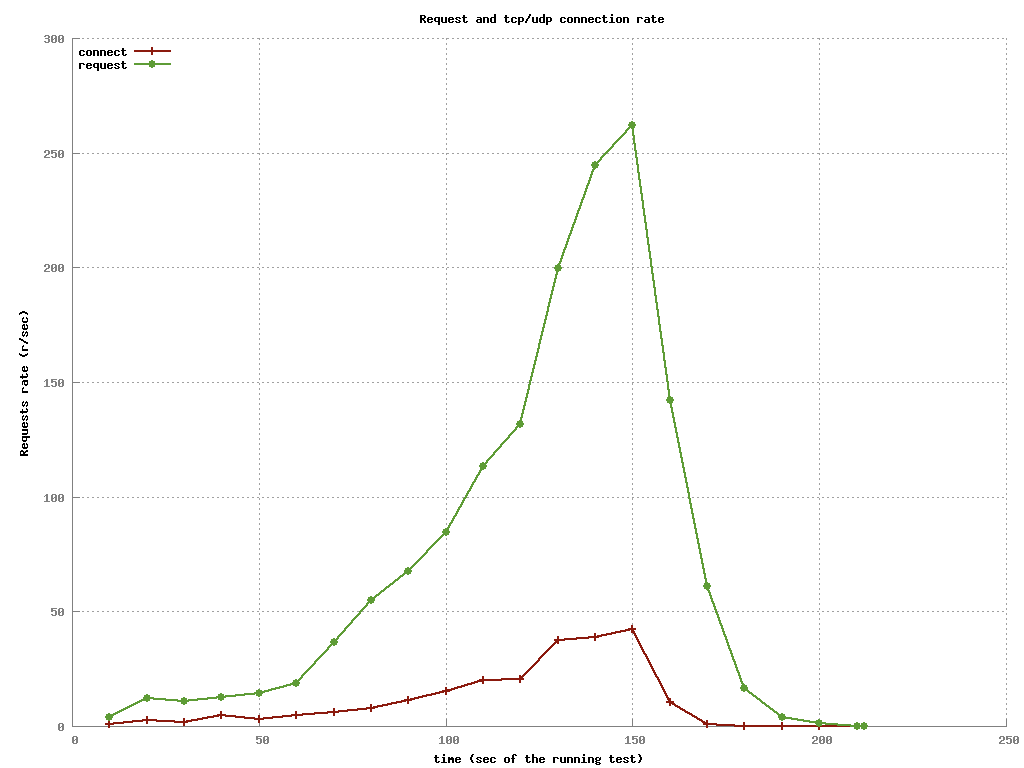 Request and tcp/udp connection rate
300
connect
request
250
200
150
100
50
0
Requests rate (r/sec)
0 50 100 150 200 250
time (sec of the running test)